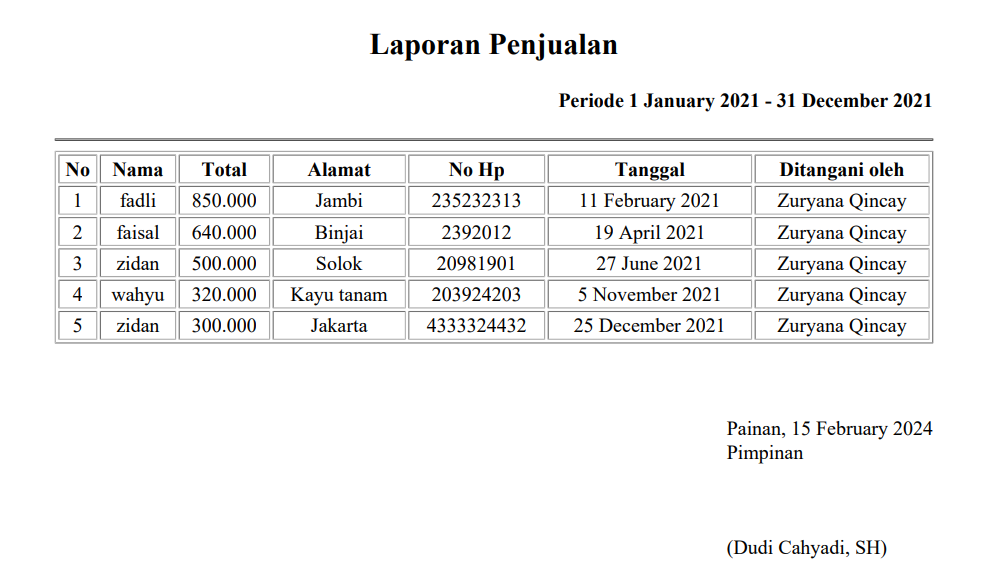 Laporan Penjualan
Periode 1 January 2021 - 31 December 2021
No Nama Total Alamat No Hp Tanggal Ditangani oleh
1 fadli 850.000 Jambi 235232313 11 February 2021 Zuryana Qincay
2 faisal 640.000 Binjai 2392012 19 April 2021 Zuryana Qincay
3 zidan 500.000 Solok 20981901 27 June 2021 Zuryana Qincay
4 wahyu 320.000 Kayu tanam 203924203 5 November 2021 Zuryana Qincay
5 zidan 300.000 Jakarta 4333324432 25 December 2021 Zuryana Qincay
Painan, 15 February 2024
Pimpinan
(Dudi Cahyadi, SH)